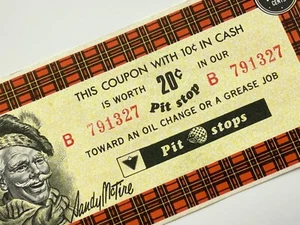 CENTS
THIS COUPON WITH 10¢ IN CASH
IS WORTH 20¢ IN OUR
Pit stop
B 791327 B 791327
TOWARD AN OIL CHANGE OR A GREASE JOB
Pit stops
Sandy McTire